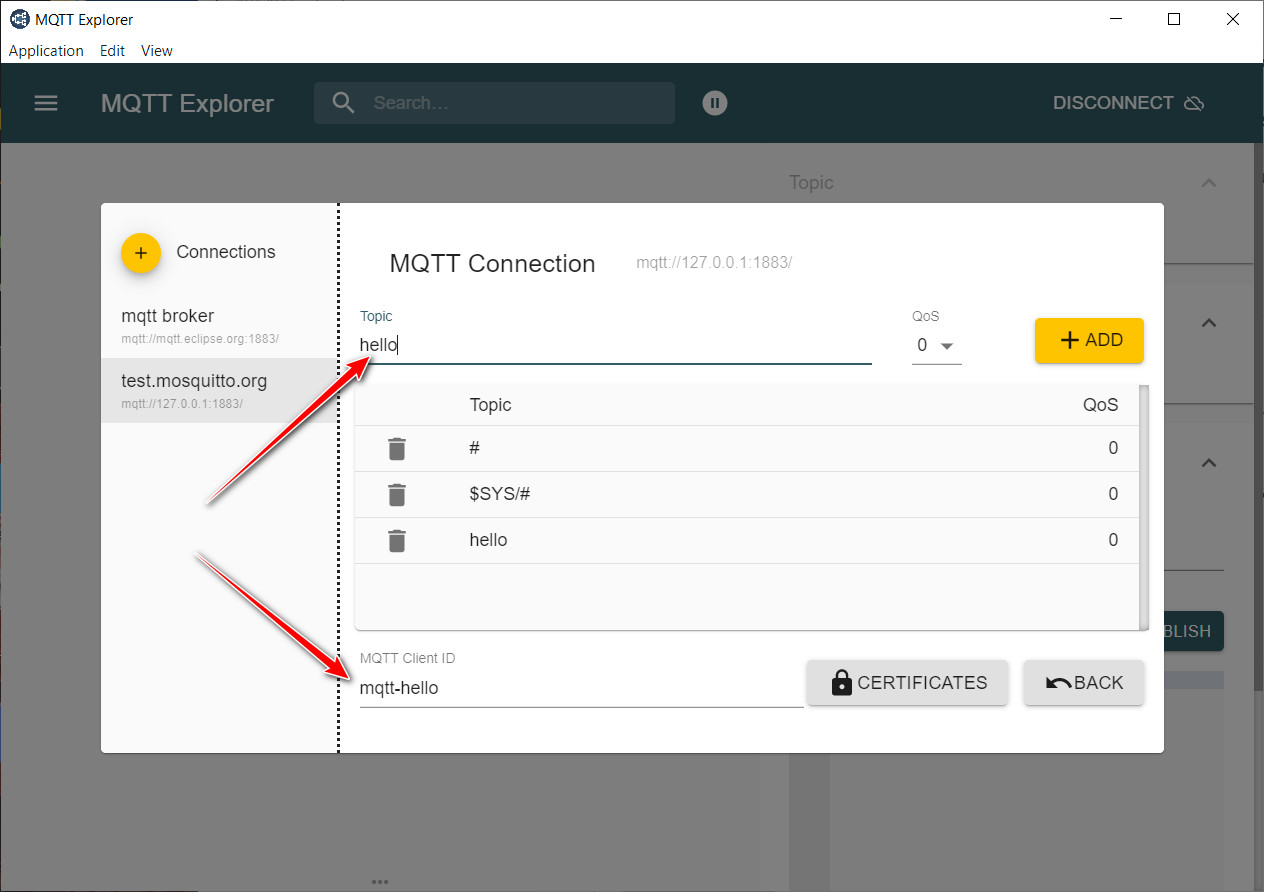 MQTT Explorer
Application Edit View
MQTT Explorer Search... DISCONNECT
Topic
Connections
mqtt broker
mqtt://mqtt.eclipse.org:1883/
test.mosquitto.org
mqtt://127.0.0.1:1883/
MQTT Connection mqtt://127.0.0.1:1883/
Topic QoS
hello 0 ADD
Topic QoS
# 0
$SYS/# 0
hello 0
MQTT Client ID
mqtt-hello CERTIFICATES BACK
BLISH